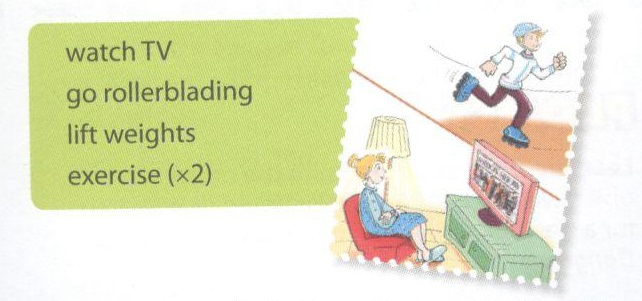 watch TV
go rollerblading
lift weights
exercise (×2)